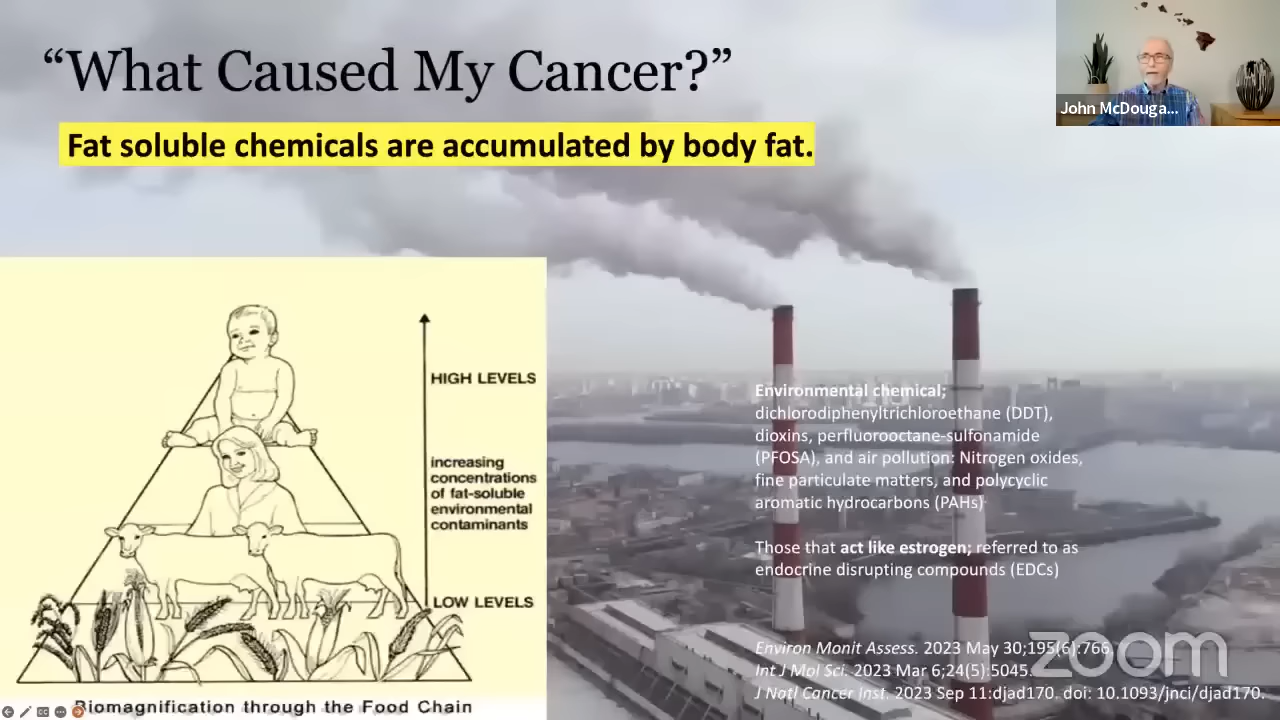 “What Caused My Cancer?”
John McDouga...
Fat soluble chemicals are accumulated by body fat.
HIGH LEVELS
increasing
concentrations
of fat-soluble
environmental
contaminants
LOW LEVELS
Biomagnification through the Food Chain
Environmental chemical;
dichlorodiphenyltrichloroethane (DDT),
dioxins, perfluorooctane-sulfonamide
(PFOSA), and air pollution: Nitrogen oxides,
fine particulate matters, and polycyclic
aromatic hydrocarbons (PAHs)
Those that act like estrogen; referred to as
endocrine disrupting compounds (EDCs)
Environ Monit Assess. 2023 May 30;195(6):766.
Int J Mol Sci. 2023 Mar 6;24(5):5045.
J Natl Cancer Inst. 2023 Sep 11:djad170. doi: 10.1093/jnci/djad170.
zoom